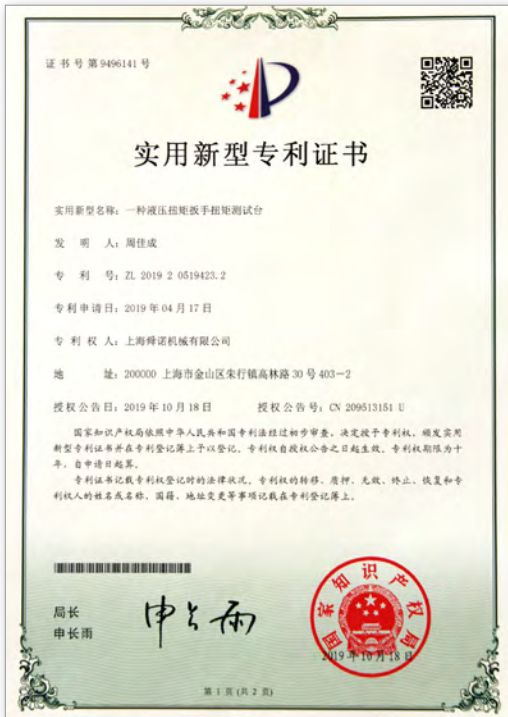 证书号第9496141号
实用新型专利证书
实用新型名称：一种液压扭矩扳手扭矩测试台
发 明 人：周佳成
专 利 号：ZL 2019 2 0519423.2
专利申请日：2019年04月17日
专 利 权 人：上海舜诺机械有限公司
地 址：200000 上海市金山区朱行镇高林路30号403-2
授权公告日：2019年10月18日 授权公告号：CN 209513151 U
国家知识产权局依照中华人民共和国专利法经过初步审查，决定授予专利权，颁发实用
新型专利证书并在专利登记簿上予以登记。专利权自授权公告之日起生效。专利权期限为十
年，自申请日起算。
专利证书记载专利权登记时的法律状况。专利权的转移、质押、无效、终止、恢复和专
利权人的姓名或名称、国籍、地址变更等事项记载在专利登记簿上。
局长
申长雨
申长雨
国家知识产权局
2019年10月18日
第 1 页 (共 2 页)